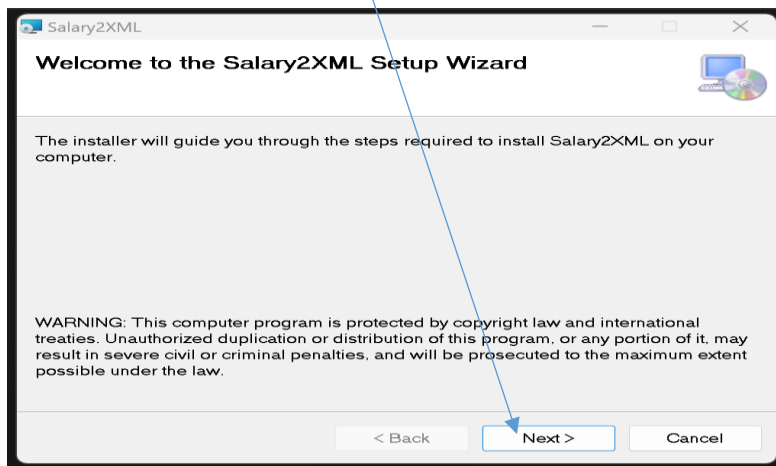 Salary2XML
Welcome to the Salary2XML Setup Wizard
The installer will guide you through the steps required to install Salary2XML on your
computer.
WARNING: This computer program is protected by copyright law and international
treaties. Unauthorized duplication or distribution of this program, or any portion of it, may
result in severe civil or criminal penalties, and will be prosecuted to the maximum extent
possible under the law.
< Back Next > Cancel